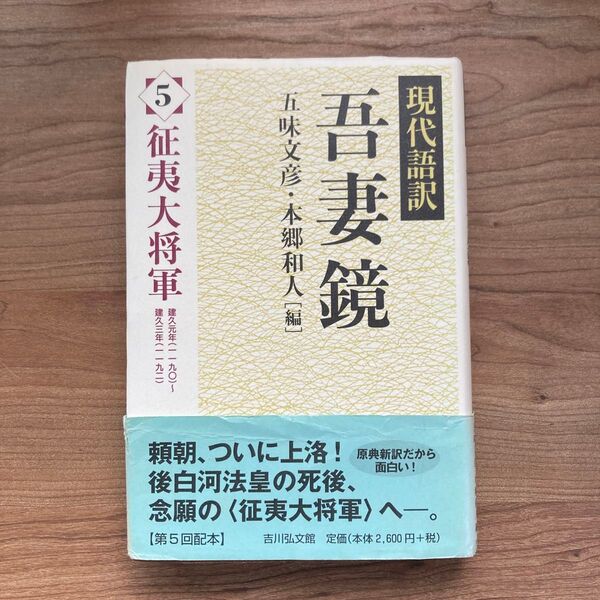 現代語訳
吾妻鏡
五味文彦・本郷和人［編］
5
征夷大将軍
建久元年（一一九〇）～
建久三年（一一九二）
頼朝、ついに上洛！
後白河法皇の死後、
念願の〈征夷大将軍〉へ―。
原典新訳だから
面白い！
【第5回配本】
吉川弘文館
定価（本体2,600円＋税）